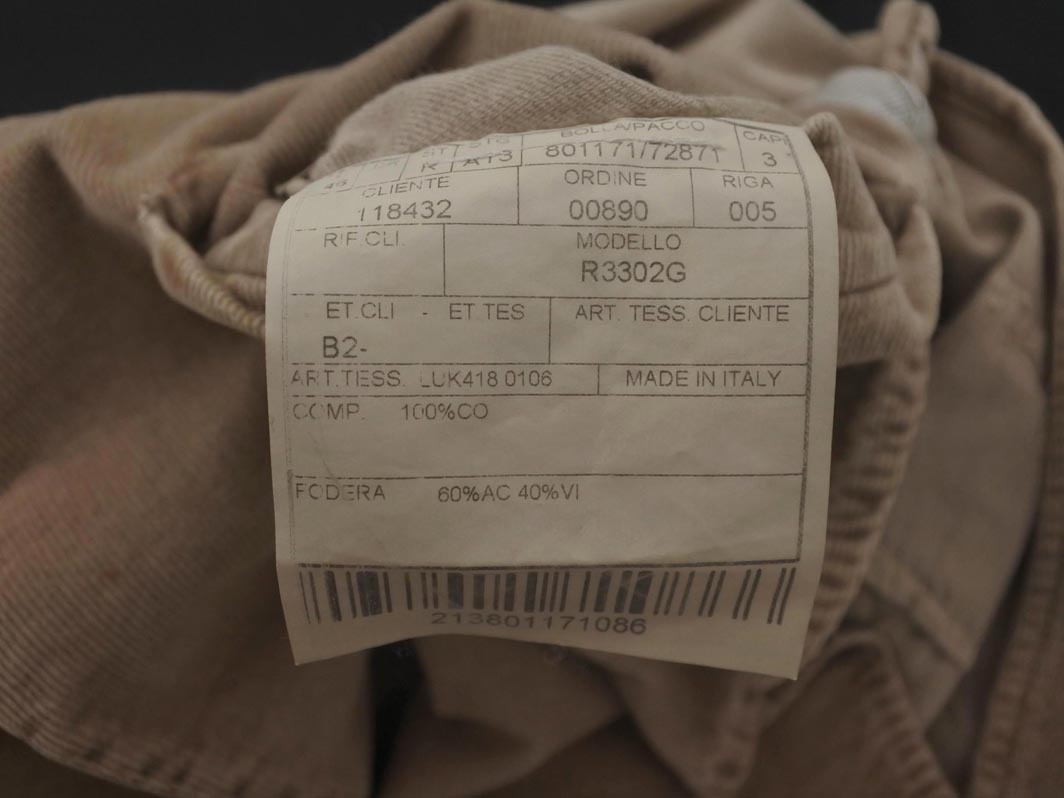 BOLLA/PACCO CAPI
R A13 801171/72871 3
CLIENTE ORDINE RIGA
118432 00890 005
RIF.CLI. MODELLO
R3302G
ET.CLI - ET.TES ART. TESS. CLIENTE
B2-
ART.TESS. LUK418 0106 MADE IN ITALY
COMP. 100%CO
FODERA 60%AC 40%VI
213801171086